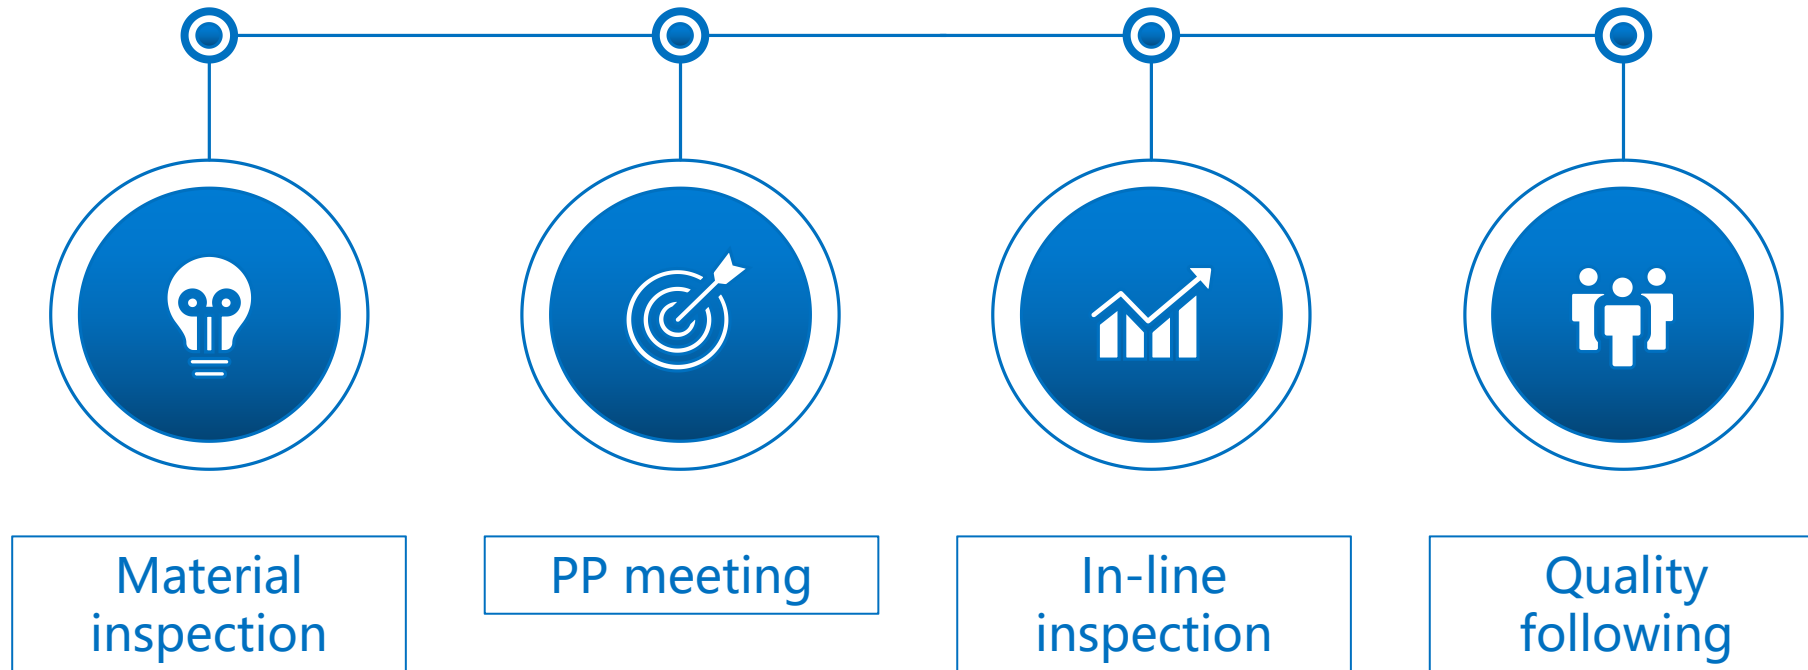 Material
inspection
PP meeting
In-line
inspection
Quality
following